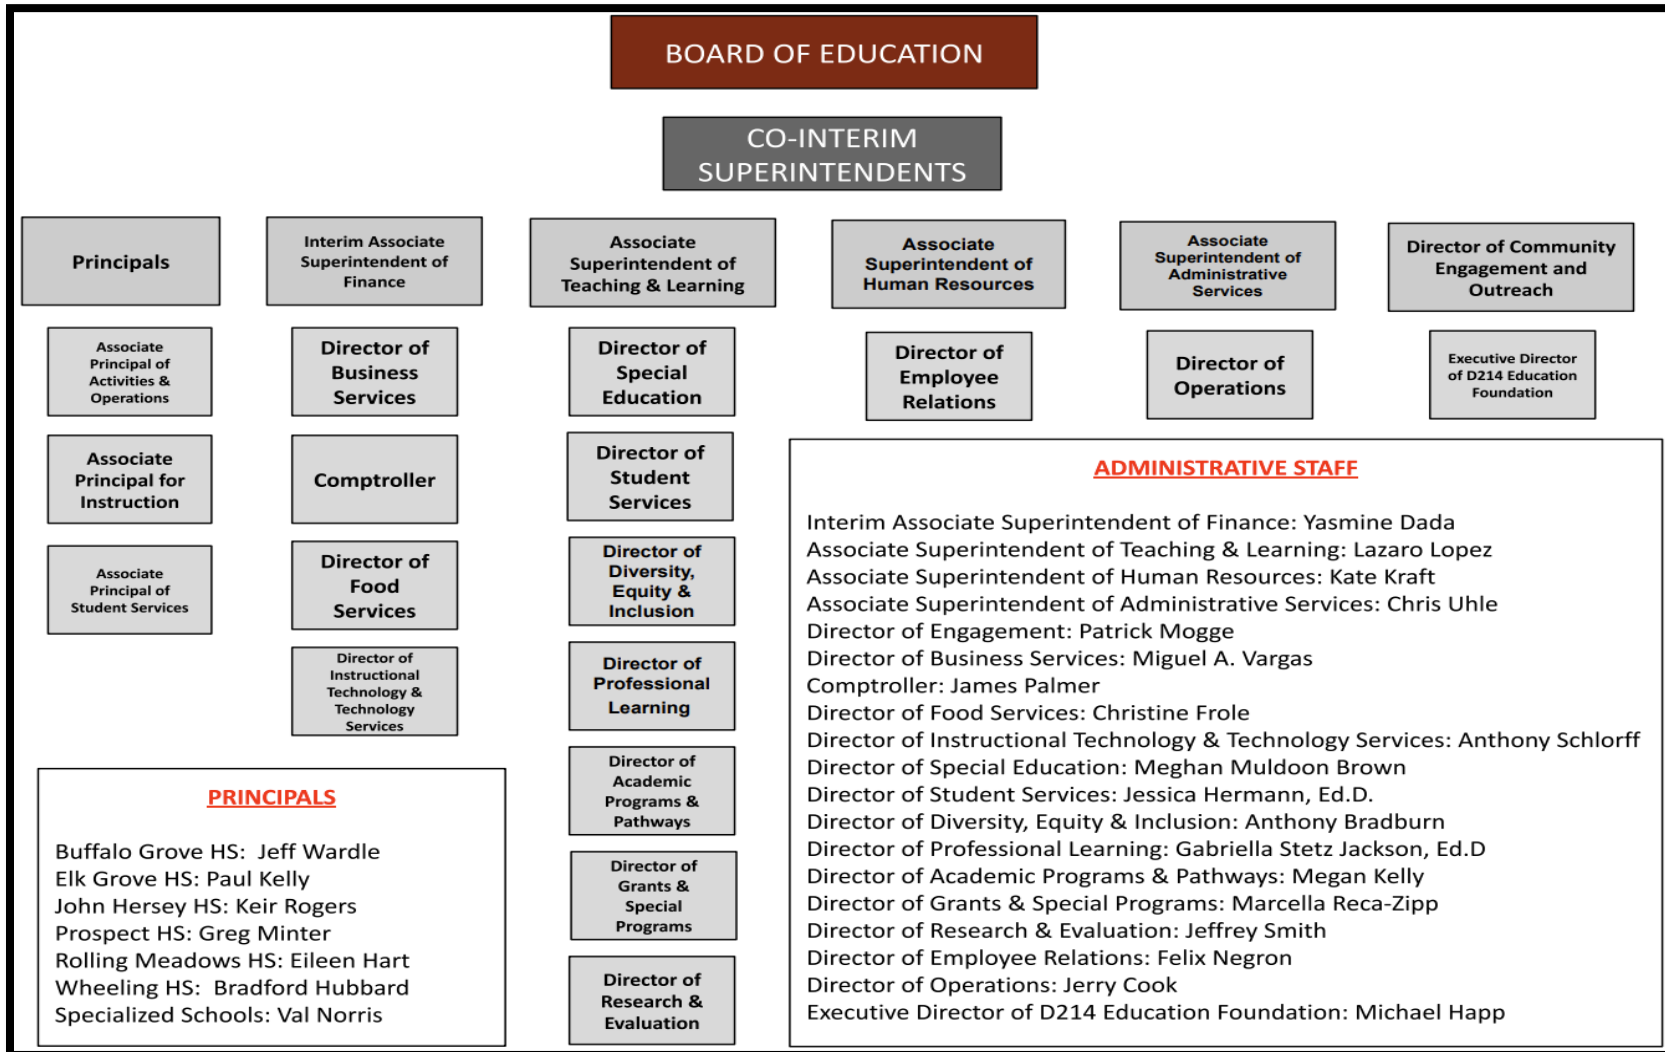 BOARD OF EDUCATION
CO-INTERIM
SUPERINTENDENTS
Principals
Interim Associate
Superintendent of
Finance
Associate
Superintendent of
Teaching & Learning
Associate
Superintendent of
Human Resources
Associate
Superintendent of
Administrative
Services
Director of Community
Engagement and
Outreach
Associate
Principal of
Activities &
Operations
Director of
Business
Services
Director of
Special
Education
Director of
Employee
Relations
Director of
Operations
Executive Director
of D214 Education
Foundation
Associate
Principal for
Instruction
Comptroller
Director of
Student
Services
Associate
Principal of
Student Services
Director of
Food
Services
Director of
Diversity,
Equity &
Inclusion
Director of
Instructional
Technology &
Technology
Services
Director of
Professional
Learning
Director of
Academic
Programs &
Pathways
Director of
Grants &
Special
Programs
Director of
Research &
Evaluation
PRINCIPALS
Buffalo Grove HS:  Jeff Wardle
Elk Grove HS: Paul Kelly
John Hersey HS: Keir Rogers
Prospect HS: Greg Minter
Rolling Meadows HS: Eileen Hart
Wheeling HS:  Bradford Hubbard
Specialized Schools: Val Norris
ADMINISTRATIVE STAFF
Interim Associate Superintendent of Finance: Yasmine Dada
Associate Superintendent of Teaching & Learning: Lazaro Lopez
Associate Superintendent of Human Resources: Kate Kraft
Associate Superintendent of Administrative Services: Chris Uhle
Director of Engagement: Patrick Mogge
Director of Business Services: Miguel A. Vargas
Comptroller: James Palmer
Director of Food Services: Christine Frole
Director of Instructional Technology & Technology Services: Anthony Schlorff
Director of Special Education: Meghan Muldoon Brown
Director of Student Services: Jessica Hermann, Ed.D.
Director of Diversity, Equity & Inclusion: Anthony Bradburn
Director of Professional Learning: Gabriella Stetz Jackson, Ed.D
Director of Academic Programs & Pathways: Megan Kelly
Director of Grants & Special Programs: Marcella Reca-Zipp
Director of Research & Evaluation: Jeffrey Smith
Director of Employee Relations: Felix Negron
Director of Operations: Jerry Cook
Executive Director of D214 Education Foundation: Michael Happ